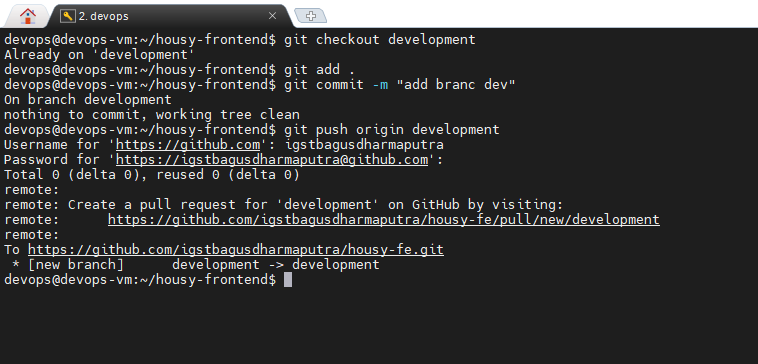 2. devops
devops@devops-vm:~/housy-frontend$ git checkout development
Already on 'development'
devops@devops-vm:~/housy-frontend$ git add .
devops@devops-vm:~/housy-frontend$ git commit -m "add branc dev"
On branch development
nothing to commit, working tree clean
devops@devops-vm:~/housy-frontend$ git push origin development
Username for 'https://github.com': igstbagusdharmaputra
Password for 'https://igstbagusdharmaputra@github.com':
Total 0 (delta 0), reused 0 (delta 0)
remote:
remote: Create a pull request for 'development' on GitHub by visiting:
remote:      https://github.com/igstbagusdharmaputra/housy-fe/pull/new/development
remote:
To https://github.com/igstbagusdharmaputra/housy-fe.git
 * [new branch]      development -> development
devops@devops-vm:~/housy-frontend$